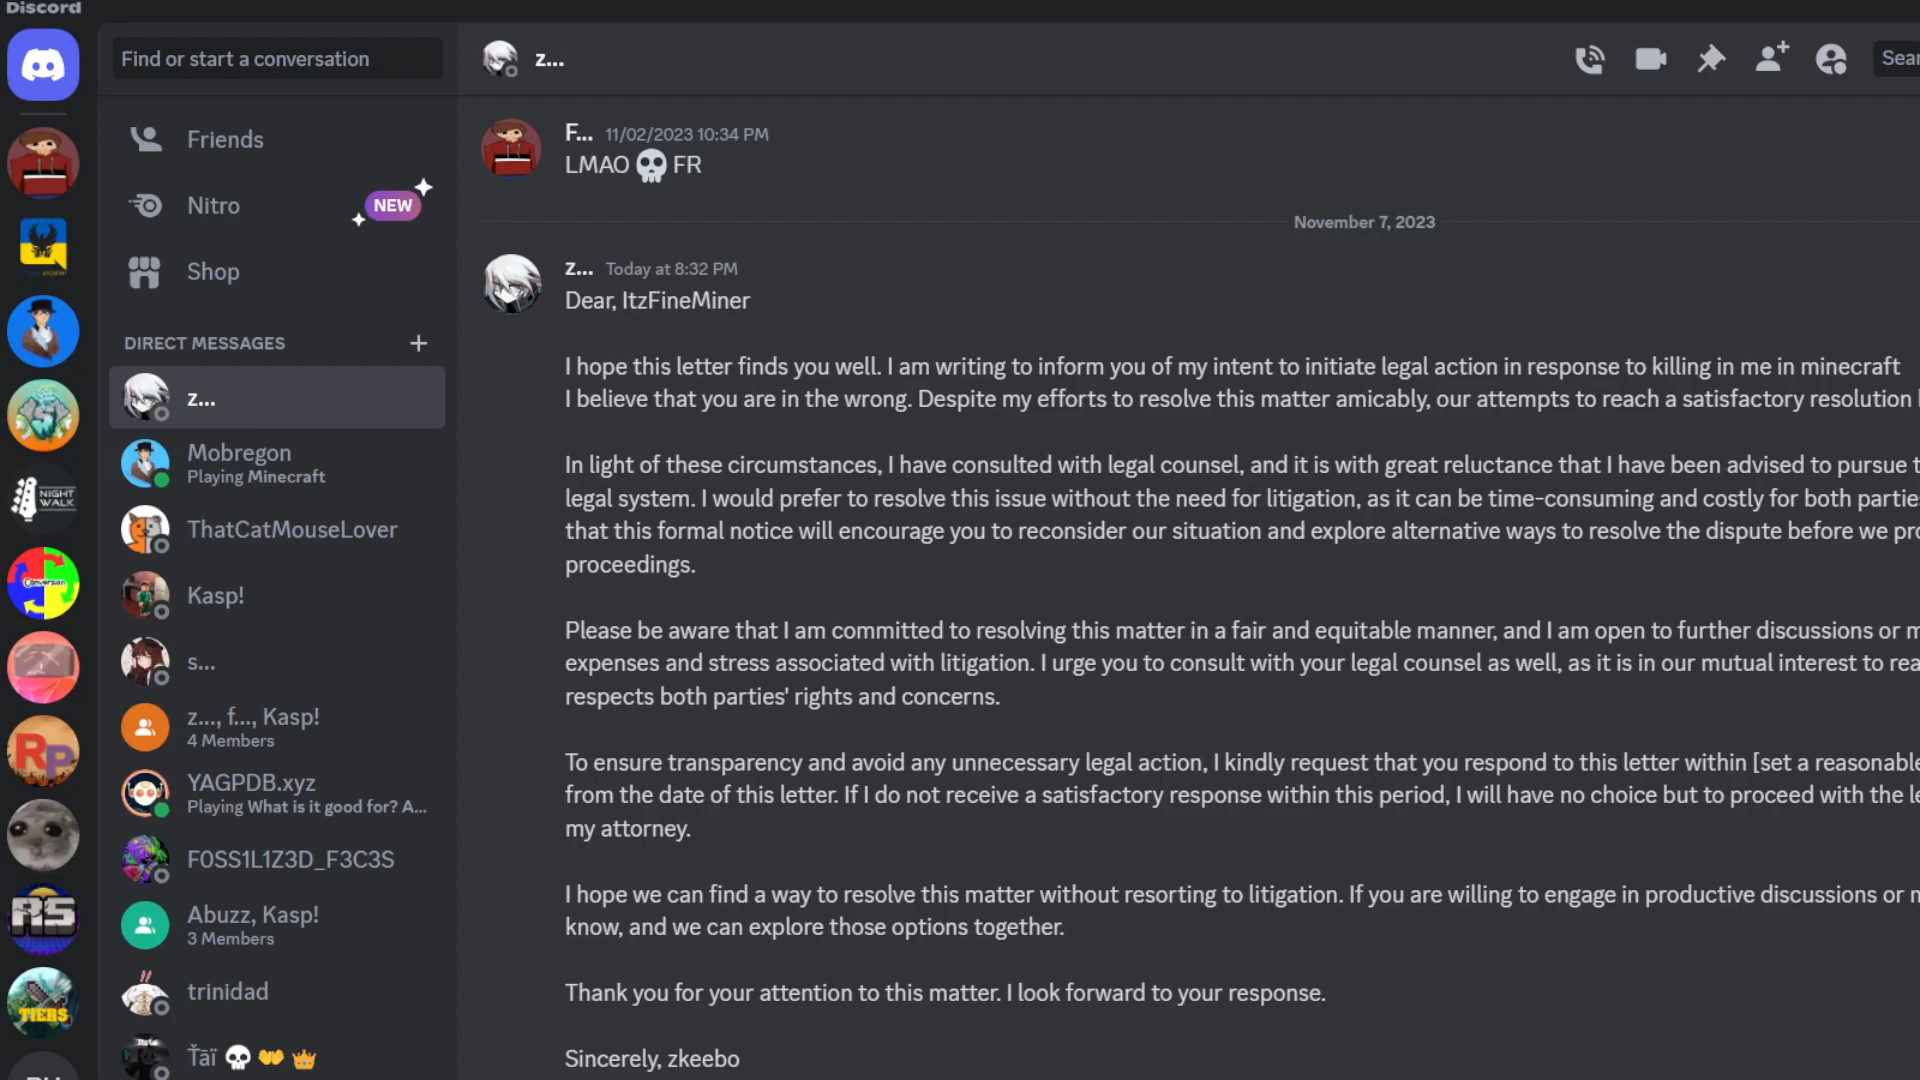 Discord
Find or start a conversation
Friends
Nitro
NEW
Shop
DIRECT MESSAGES
z...
Mobregon
Playing Minecraft
ThatCatMouseLover
Kasp!
s...
z..., f..., Kasp!
4 Members
YAGPDB.xyz
Playing What is it good for? A...
F0SS1L1Z3D_F3C3S
Abuzz, Kasp!
3 Members
trinidad
Ťäï 💀 👐 👑
NIGHT
WALK
Conversion
RP
RS
TIERS
z...
Sear
F... 11/02/2023 10:34 PM
LMAO 💀 FR
November 7, 2023
z... Today at 8:32 PM
Dear, ItzFineMiner
I hope this letter finds you well. I am writing to inform you of my intent to initiate legal action in response to killing in me in minecraft
I believe that you are in the wrong. Despite my efforts to resolve this matter amicably, our attempts to reach a satisfactory resolution
In light of these circumstances, I have consulted with legal counsel, and it is with great reluctance that I have been advised to pursue t
legal system. I would prefer to resolve this issue without the need for litigation, as it can be time-consuming and costly for both parties
that this formal notice will encourage you to reconsider our situation and explore alternative ways to resolve the dispute before we pro
proceedings.
Please be aware that I am committed to resolving this matter in a fair and equitable manner, and I am open to further discussions or m
expenses and stress associated with litigation. I urge you to consult with your legal counsel as well, as it is in our mutual interest to rea
respects both parties' rights and concerns.
To ensure transparency and avoid any unnecessary legal action, I kindly request that you respond to this letter within [set a reasonable
from the date of this letter. If I do not receive a satisfactory response within this period, I will have no choice but to proceed with the le
my attorney.
I hope we can find a way to resolve this matter without resorting to litigation. If you are willing to engage in productive discussions or m
know, and we can explore those options together.
Thank you for your attention to this matter. I look forward to your response.
Sincerely, zkeebo